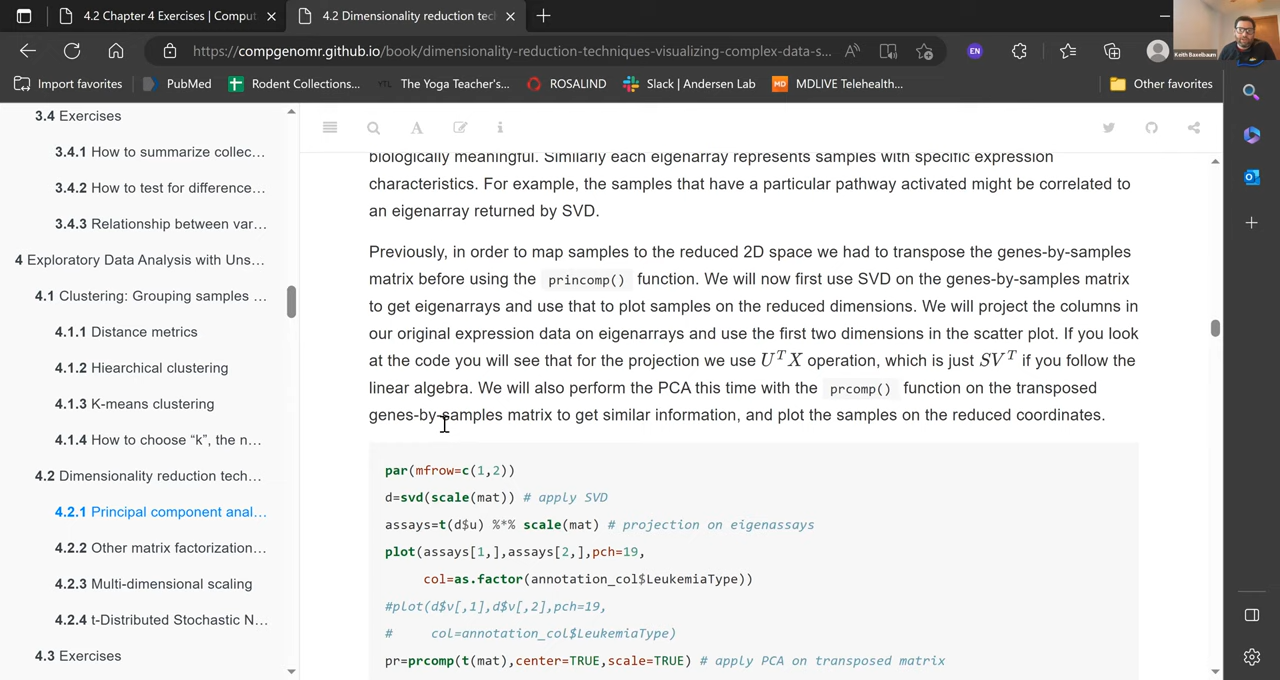 4.2 Chapter 4 Exercises | Comput
4.2 Dimensionality reduction tec
https://compgenomr.github.io/book/dimensionality-reduction-techniques-visualizing-complex-data-s...
EN
Keith Baxelbaum
Import favorites
PubMed
Rodent Collections...
YTL
The Yoga Teacher's...
ROSALIND
Slack | Andersen Lab
MD
MDLIVE Telehealth...
Other favorites
3.4 Exercises
3.4.1 How to summarize collec...
3.4.2 How to test for difference...
3.4.3 Relationship between var...
4 Exploratory Data Analysis with Uns...
4.1 Clustering: Grouping samples ...
4.1.1 Distance metrics
4.1.2 Hiearchical clustering
4.1.3 K-means clustering
4.1.4 How to choose “k”, the n...
4.2 Dimensionality reduction tech...
4.2.1 Principal component anal...
4.2.2 Other matrix factorization...
4.2.3 Multi-dimensional scaling
4.2.4 t-Distributed Stochastic N...
4.3 Exercises
A
i
biologically meaningful. Similarly each eigenarray represents samples with specific expression
characteristics. For example, the samples that have a particular pathway activated might be correlated to
an eigenarray returned by SVD.
Previously, in order to map samples to the reduced 2D space we had to transpose the genes-by-samples
matrix before using the princomp() function. We will now first use SVD on the genes-by-samples matrix
to get eigenarrays and use that to plot samples on the reduced dimensions. We will project the columns in
our original expression data on eigenarrays and use the first two dimensions in the scatter plot. If you look
at the code you will see that for the projection we use U^T X operation, which is just SV^T if you follow the
linear algebra. We will also perform the PCA this time with the prcomp() function on the transposed
genes-by-samples matrix to get similar information, and plot the samples on the reduced coordinates.
par(mfrow=c(1,2))
d=svd(scale(mat)) # apply SVD
assays=t(d$u) %*% scale(mat) # projection on eigenassays
plot(assays[1,],assays[2,],pch=19,
col=as.factor(annotation_col$LeukemiaType))
#plot(d$v[,1],d$v[,2],pch=19,
# col=annotation_col$LeukemiaType)
pr=prcomp(t(mat),center=TRUE,scale=TRUE) # apply PCA on transposed matrix